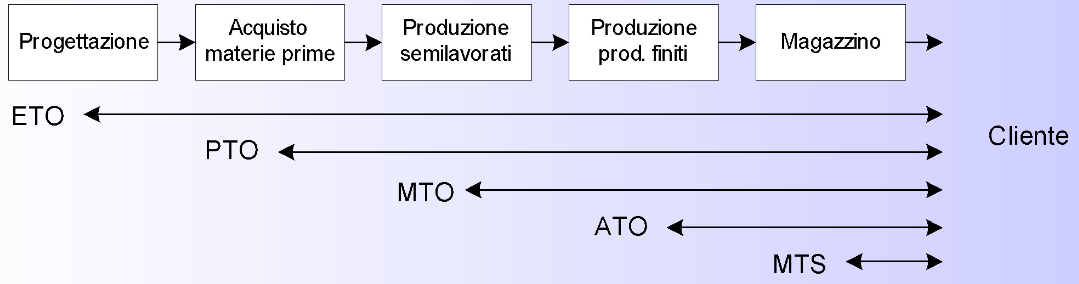 Progettazione
Acquisto
materie prime
Produzione
semilavorati
Produzione
prod. finiti
Magazzino
ETO
PTO
MTO
ATO
MTS
Cliente